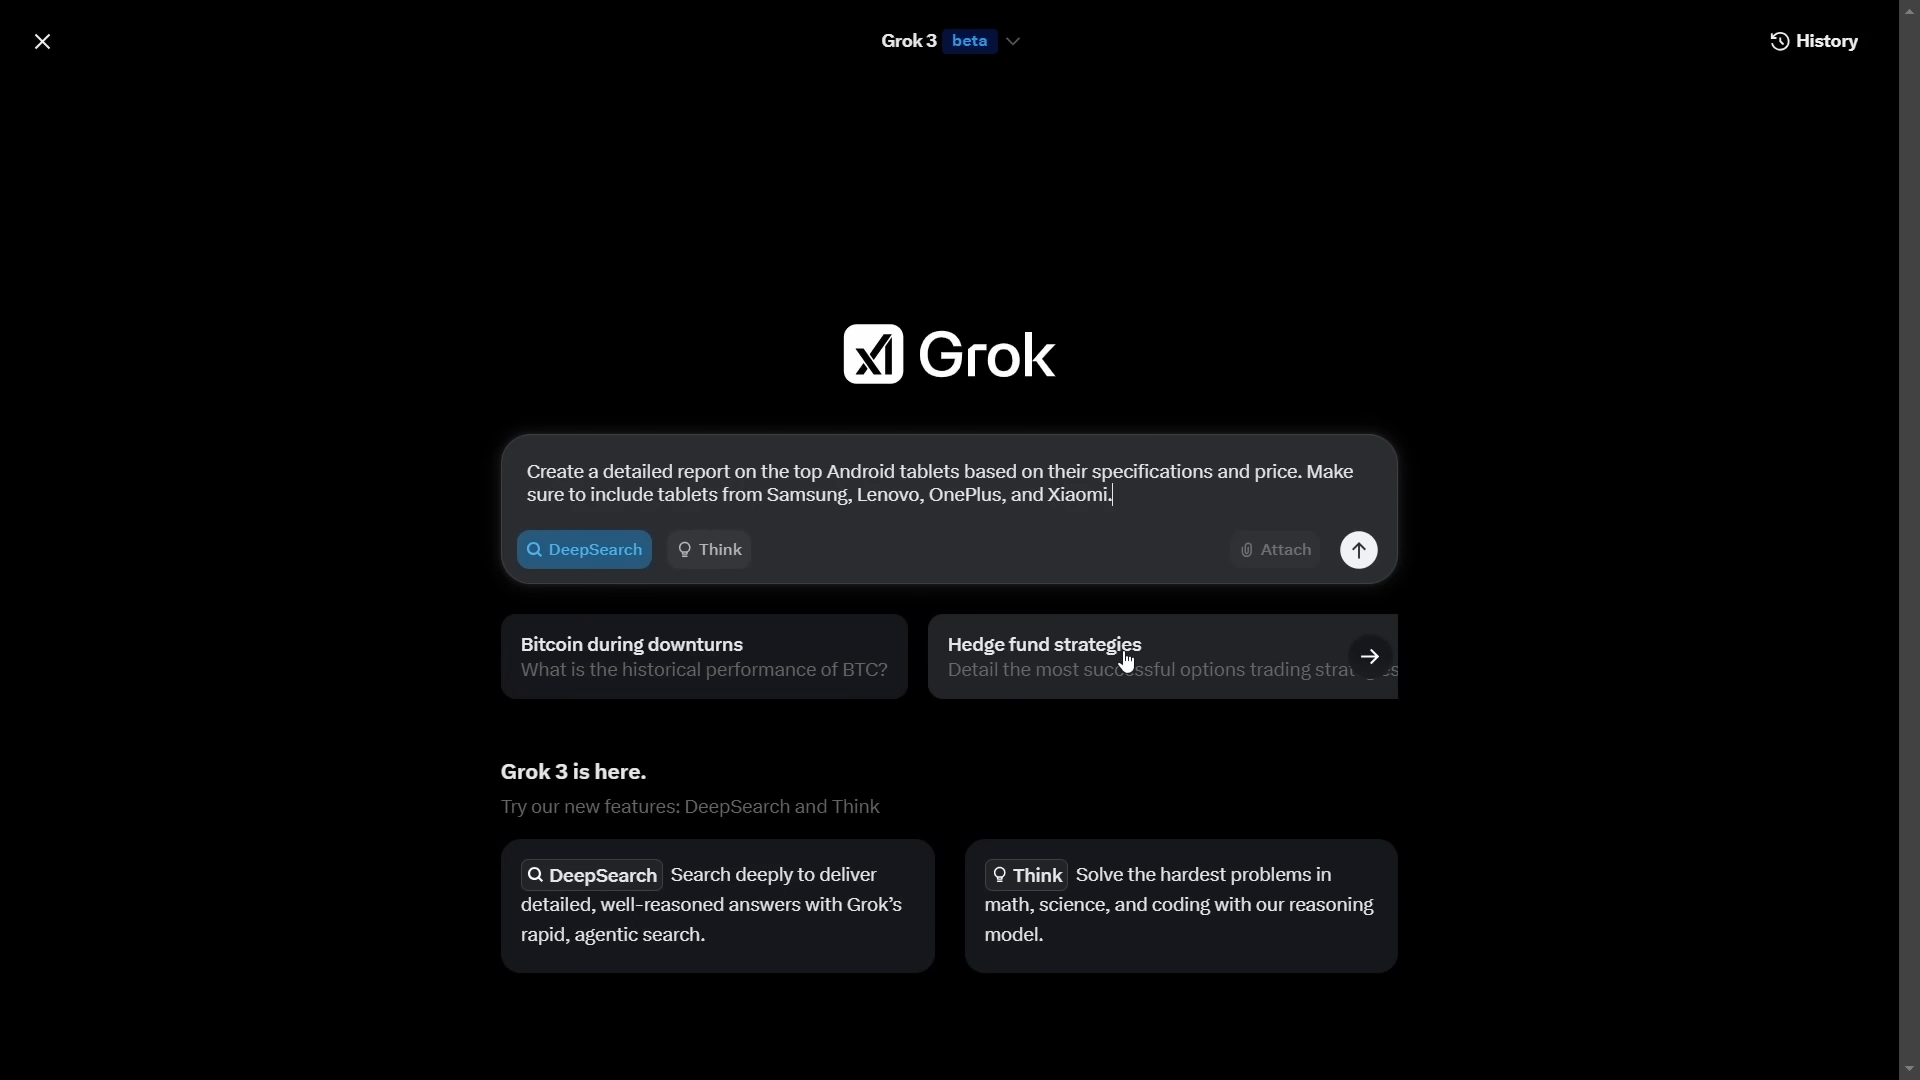 Grok 3 beta
History
Grok
Create a detailed report on the top Android tablets based on their specifications and price. Make
sure to include tablets from Samsung, Lenovo, OnePlus, and Xiaomi.
DeepSearch
Think
Attach
Bitcoin during downturns
What is the historical performance of BTC?
Hedge fund strategies
Detail the most successful options trading
Grok 3 is here.
Try our new features: DeepSearch and Think
DeepSearch Search deeply to deliver
detailed, well-reasoned answers with Grok’s
rapid, agentic search.
Think Solve the hardest problems in
math, science, and coding with our reasoning
model.